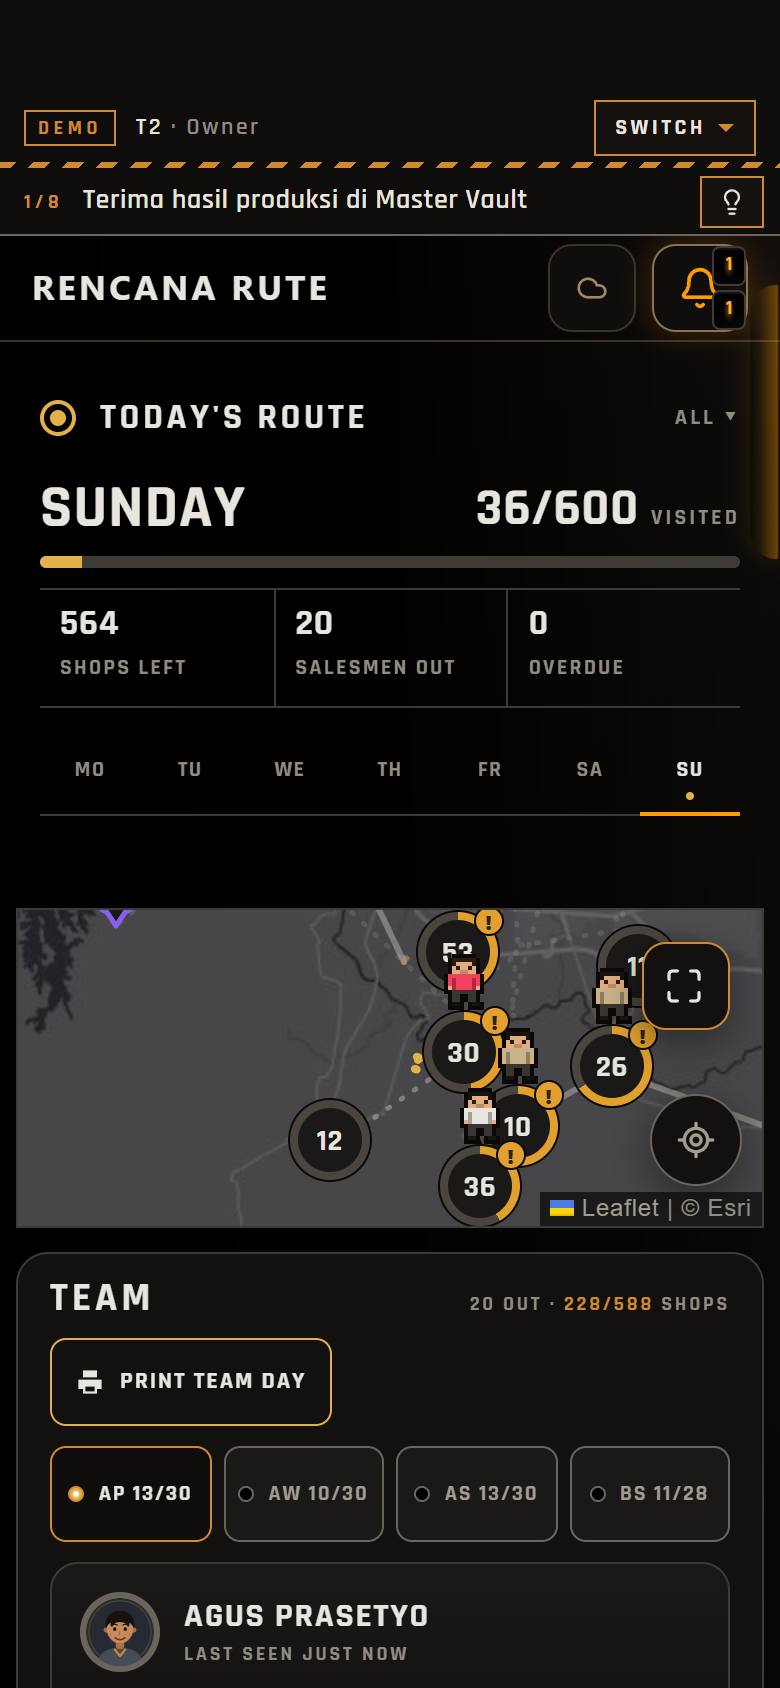 DEMO T2 · Owner SWITCH
1/8 Terima hasil produksi di Master Vault
RENCANA RUTE 1
1
TODAY'S ROUTE ALL
SUNDAY 36/600 VISITED
564 20 0
SHOPS LEFT SALESMEN OUT OVERDUE
MO TU WE TH FR SA SU
53 ! 11
30 ! 26 !
12 10 !
36 !
Leaflet | © Esri
TEAM 20 OUT · 228/588 SHOPS
PRINT TEAM DAY
AP 13/30 AW 10/30 AS 13/30 BS 11/28
AGUS PRASETYO
LAST SEEN JUST NOW